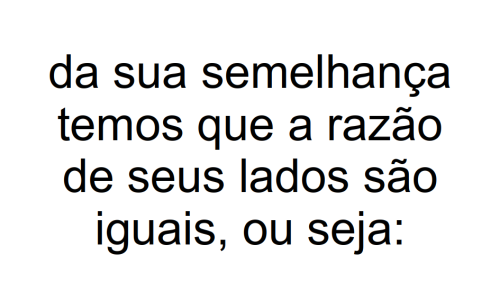 da sua semelhança
temos que a razão
de seus lados são
iguais, ou seja: